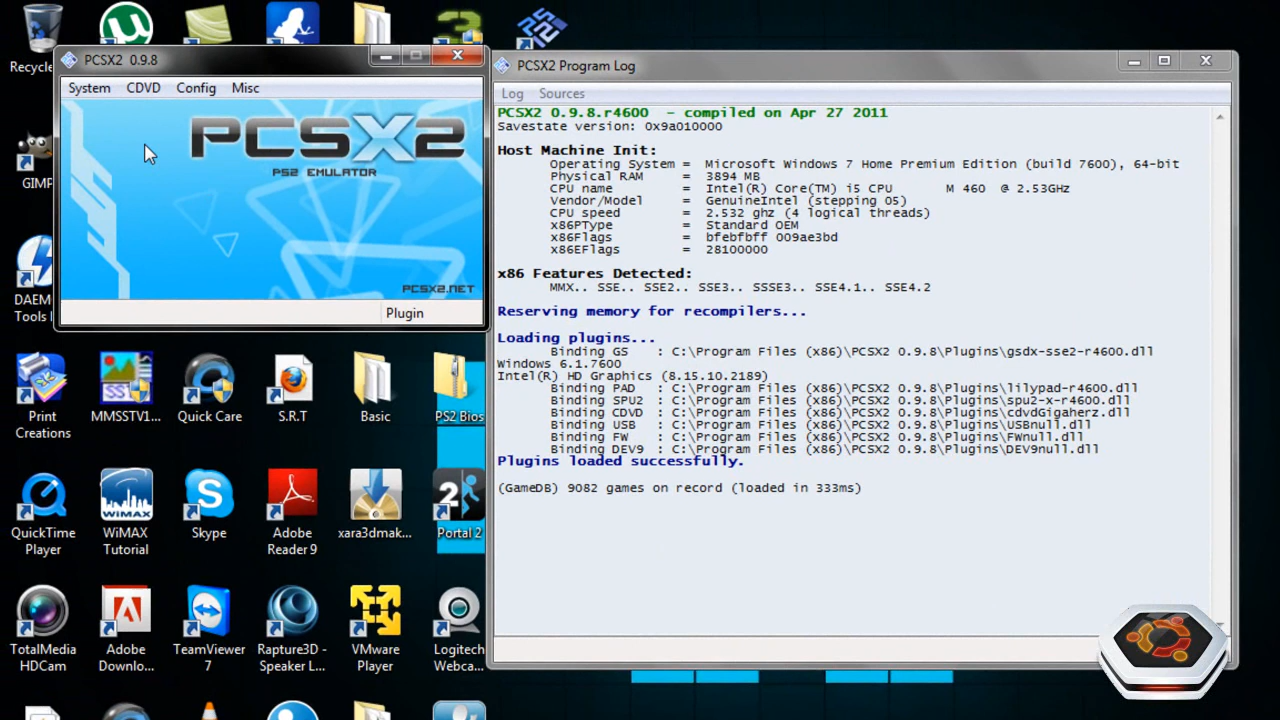 Recycle
PCSX2 0.9.8
System CDVD Config Misc
PCSX2
PS2 EMULATOR
PCSX2.NET
Plugin
GIMP
DAEM
Tools
Print
Creations
MMSSTV1...
Quick Care
S.R.T
Basic
PS2 Bios
QuickTime
Player
WiMAX
WiMAX
Tutorial
Skype
Adobe
Reader 9
xara3dmak...
2
Portal 2
TotalMedia
HDCam
Adobe
Downlo...
TeamViewer
7
Rapture3D -
Speaker L...
VMware
Player
Logitech
Webca...
PCSX2 Program Log
Log Sources
PCSX2 0.9.8.r4600 - compiled on Apr 27 2011
Savestate version: 0x9a010000
Host Machine Init:
Operating System = Microsoft Windows 7 Home Premium Edition (build 7600), 64-bit
Physical RAM = 3894 MB
CPU name = Intel(R) Core(TM) i5 CPU M 460 @ 2.53GHz
Vendor/Model = GenuineIntel (stepping 05)
CPU speed = 2.532 ghz (4 logical threads)
x86PType = Standard OEM
x86Flags = bfebfbff 009ae3bd
x86EFlags = 28100000
x86 Features Detected:
MMX.. SSE.. SSE2.. SSE3.. SSSE3.. SSE4.1.. SSE4.2
Reserving memory for recompilers...
Loading plugins...
Binding GS : C:\Program Files (x86)\PCSX2 0.9.8\Plugins\gsdx-sse2-r4600.dll
Windows 6.1.7600
Intel(R) HD Graphics (8.15.10.2189)
Binding PAD : C:\Program Files (x86)\PCSX2 0.9.8\Plugins\lilypad-r4600.dll
Binding SPU2 : C:\Program Files (x86)\PCSX2 0.9.8\Plugins\spu2-x-r4600.dll
Binding CDVD : C:\Program Files (x86)\PCSX2 0.9.8\Plugins\cdvdGigaherz.dll
Binding USB : C:\Program Files (x86)\PCSX2 0.9.8\Plugins\USBnull.dll
Binding FW : C:\Program Files (x86)\PCSX2 0.9.8\Plugins\FWnull.dll
Binding DEV9 : C:\Program Files (x86)\PCSX2 0.9.8\Plugins\DEV9null.dll
Plugins loaded successfully.
(GameDB) 9082 games on record (loaded in 333ms)